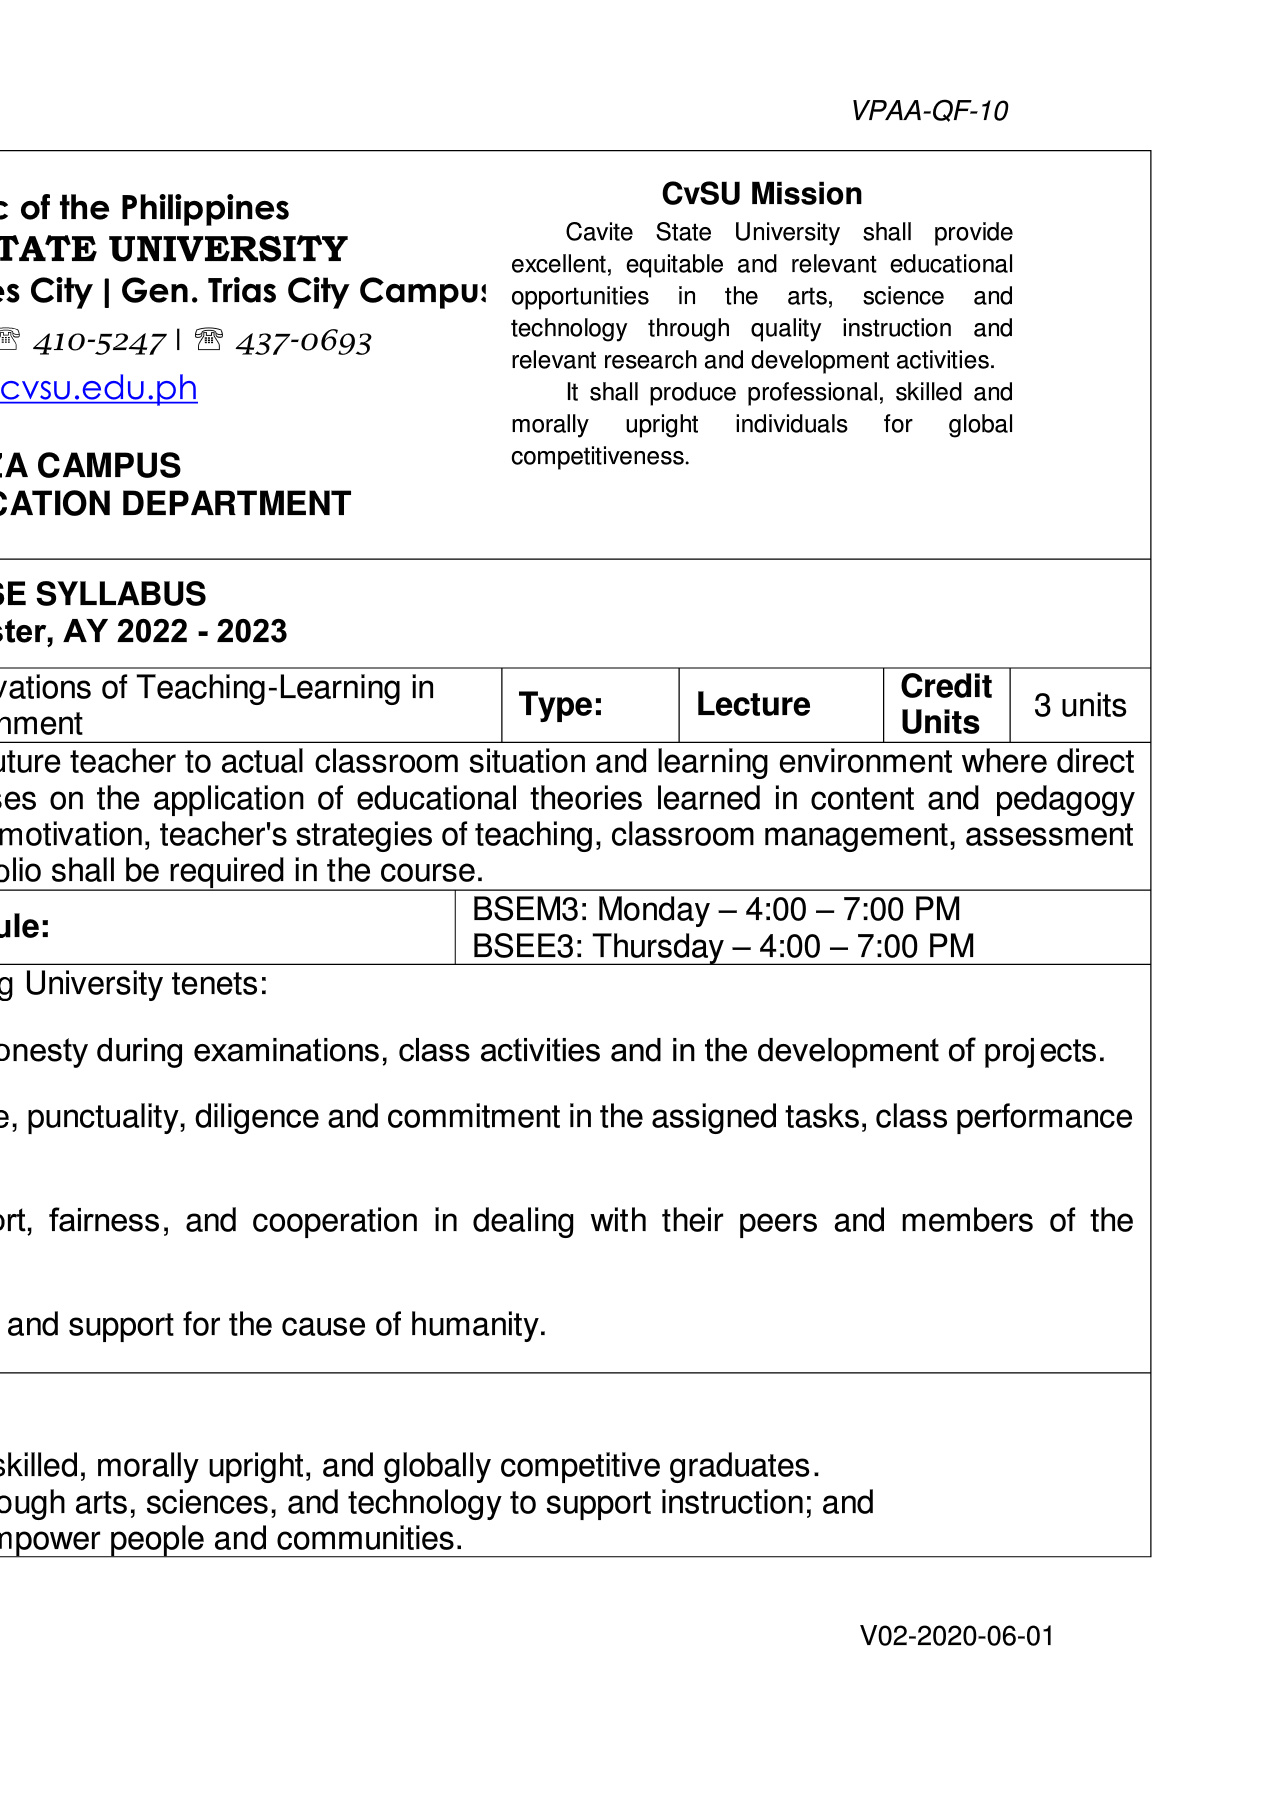 VPAA-QF-10
c of the Philippines
TATE UNIVERSITY
es City | Gen. Trias City Campus
☏ 410-5247 | ☏ 437-0693
cvsu.edu.ph
ZA CAMPUS
CATION DEPARTMENT
CvSU Mission
Cavite State University shall provide
excellent, equitable and relevant educational
opportunities in the arts, science and
technology through quality instruction and
relevant research and development activities.
It shall produce professional, skilled and
morally upright individuals for global
competitiveness.
SE SYLLABUS
ster, AY 2022 - 2023
vations of Teaching-Learning in
nment
Type:
Lecture
Credit
Units
3 units
uture teacher to actual classroom situation and learning environment where direct
ses on the application of educational theories learned in content and pedagogy
motivation, teacher's strategies of teaching, classroom management, assessment
olio shall be required in the course.
ule:
BSEM3: Monday – 4:00 – 7:00 PM
BSEE3: Thursday – 4:00 – 7:00 PM
g University tenets:
onesty during examinations, class activities and in the development of projects.
e, punctuality, diligence and commitment in the assigned tasks, class performance
ort, fairness, and cooperation in dealing with their peers and members of the
and support for the cause of humanity.
skilled, morally upright, and globally competitive graduates.
ough arts, sciences, and technology to support instruction; and
mpower people and communities.
V02-2020-06-01